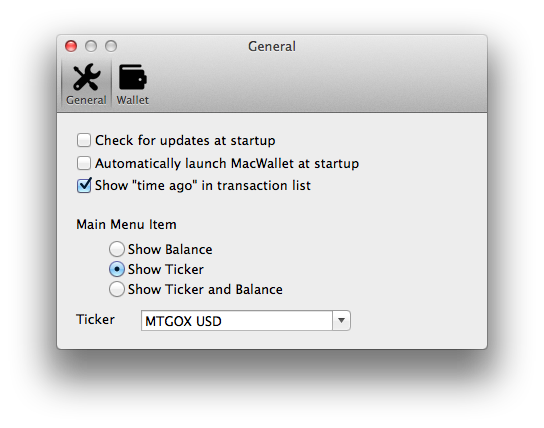 General
General Wallet
Check for updates at startup
Automatically launch MacWallet at startup
Show "time ago" in transaction list
Main Menu Item
Show Balance
Show Ticker
Show Ticker and Balance
Ticker MTGOX USD